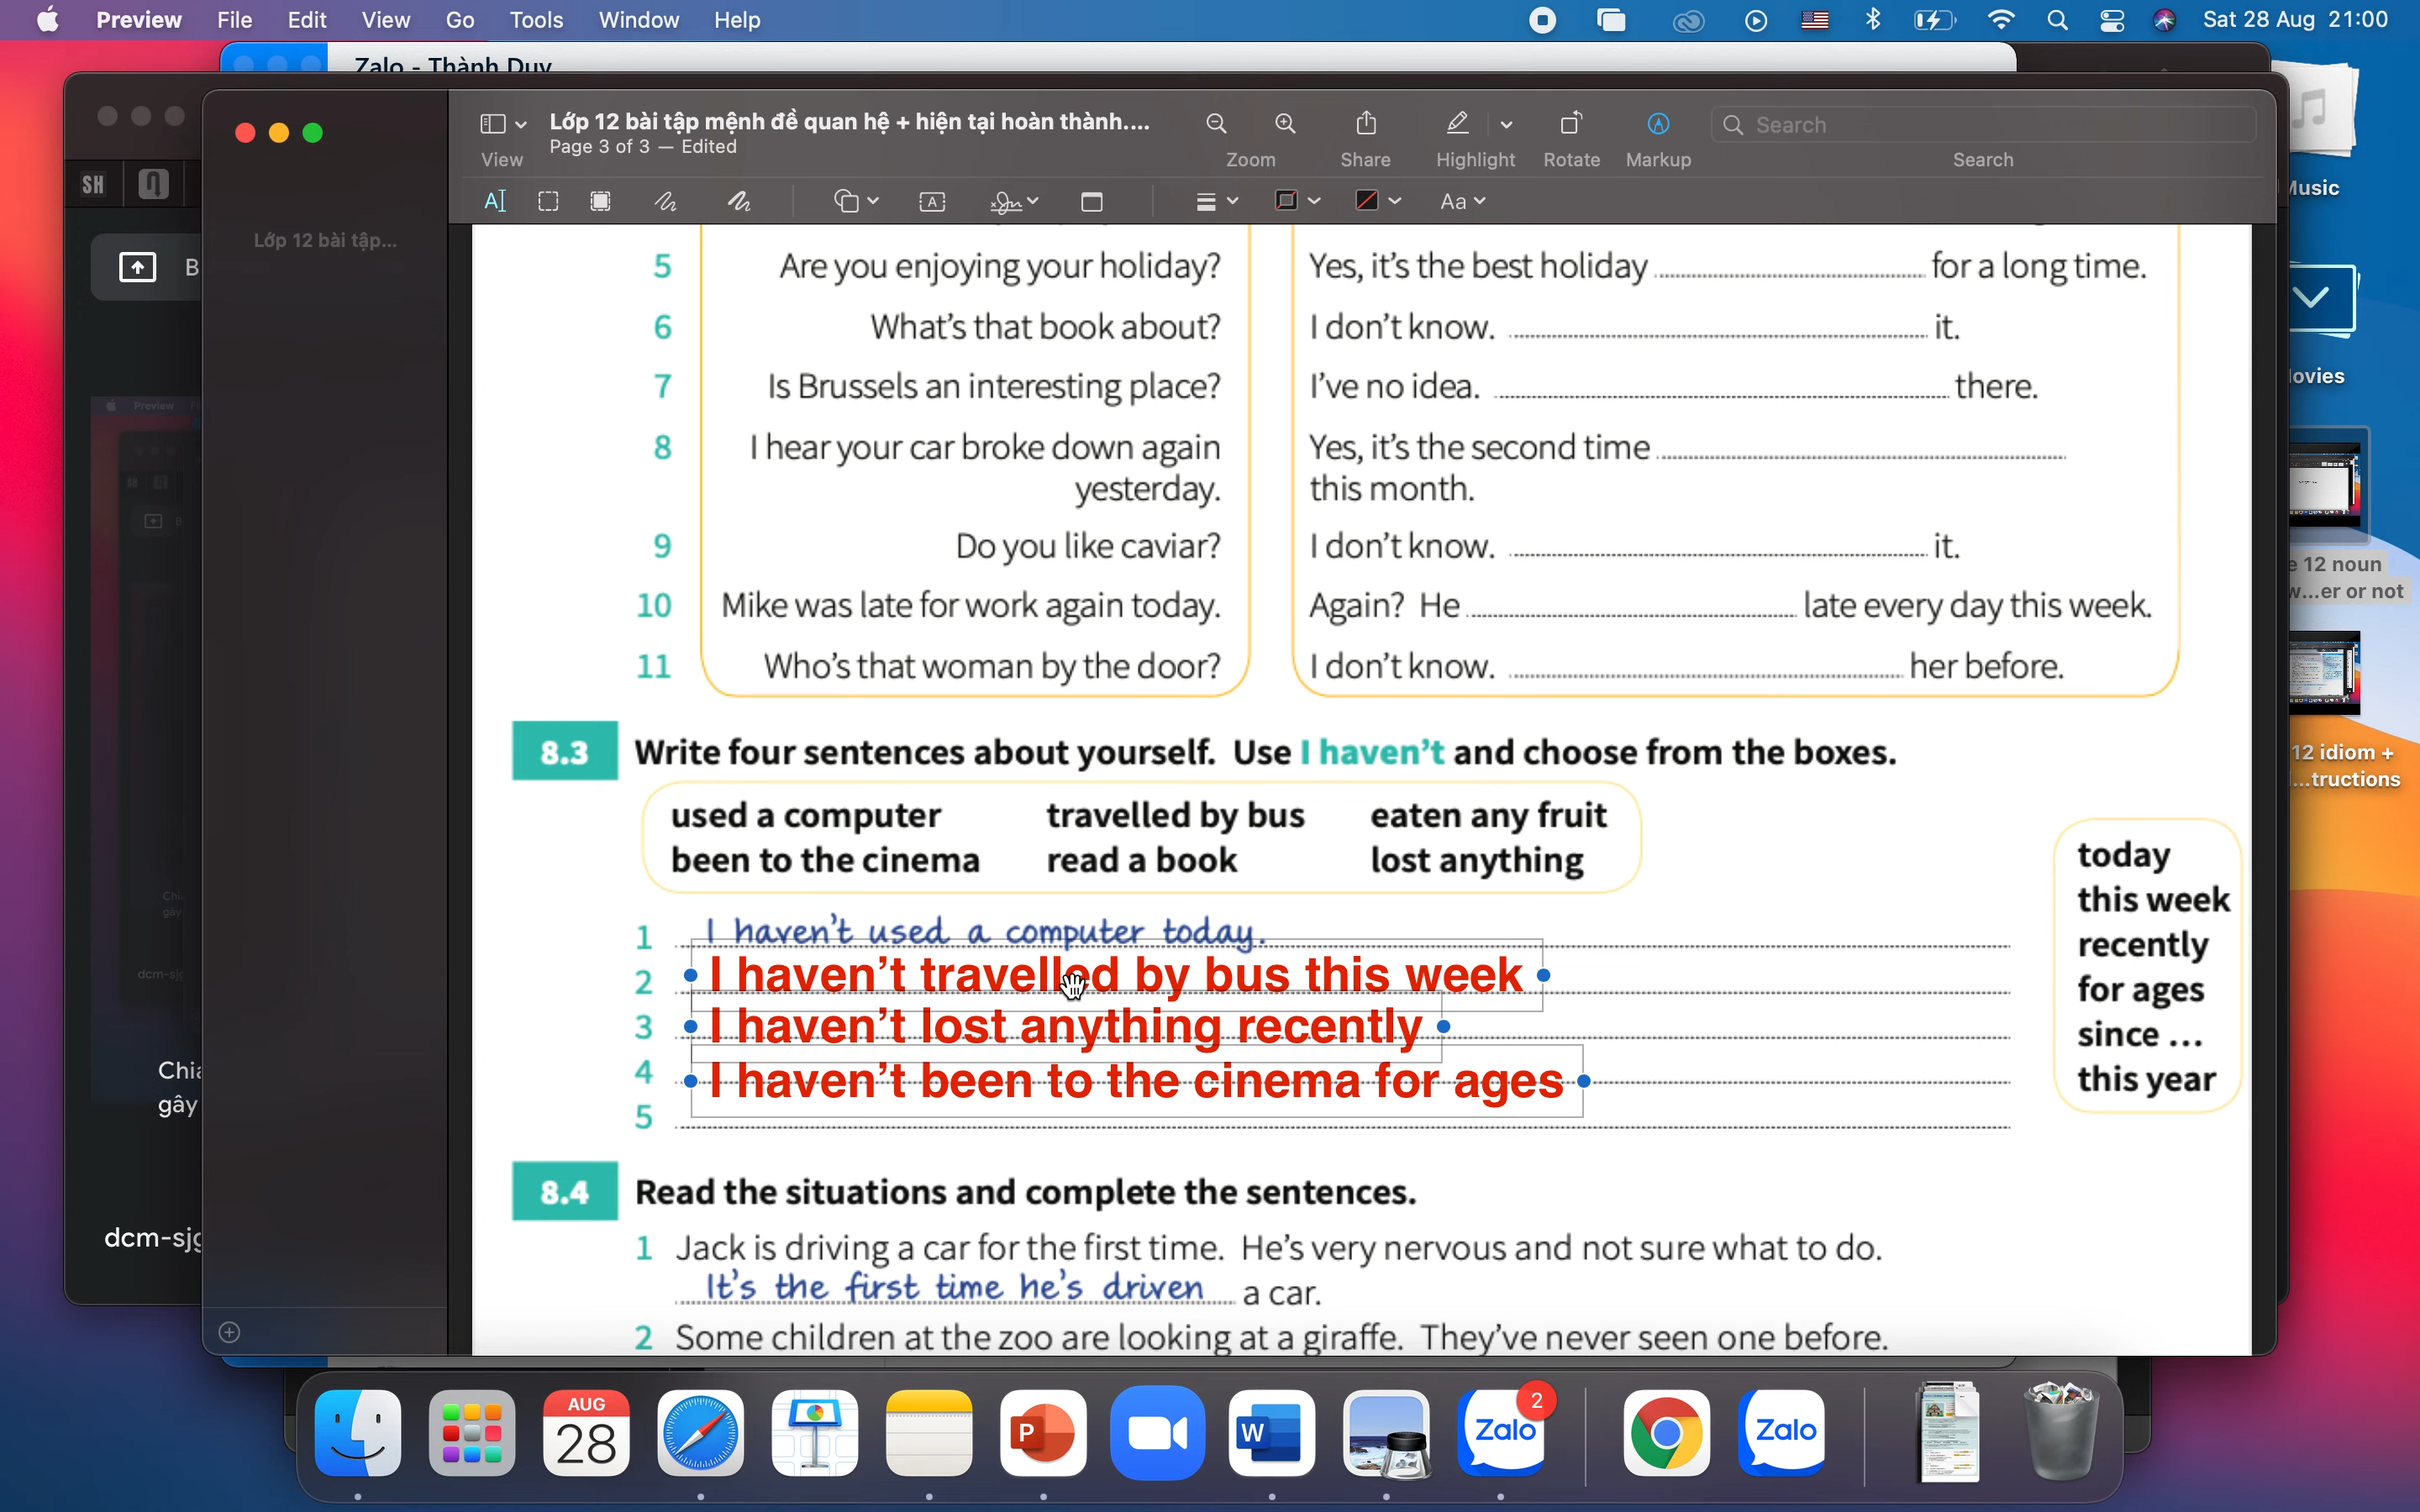 Preview File Edit View Go Tools Window Help Sat 28 Aug 21:00
Zalo - Thành Duy
Lớp 12 bài tập mệnh đề quan hệ + hiện tại hoàn thành....
Page 3 of 3 — Edited
View Zoom Share Highlight Rotate Markup Search
Search
Aa
SH
Lớp 12 bài tập...
B
Music
5 Are you enjoying your holiday? Yes, it's the best holiday for a long time.
6 What's that book about? I don't know. it.
7 Is Brussels an interesting place? I've no idea. there.
8 I hear your car broke down again Yes, it's the second time
yesterday. this month.
9 Do you like caviar? I don't know. it.
10 Mike was late for work again today. Again? He late every day this week.
11 Who's that woman by the door? I don't know. her before.
ovies
e 12 noun
w...er or not
12 idiom +
...tructions
8.3 Write four sentences about yourself. Use I haven't and choose from the boxes.
used a computer travelled by bus eaten any fruit
been to the cinema read a book lost anything
today
this week
recently
for ages
since ...
this year
1 I haven't used a computer today.
2 I haven't travelled by bus this week
3 I haven't lost anything recently
4 I haven't been to the cinema for ages
5
8.4 Read the situations and complete the sentences.
1 Jack is driving a car for the first time. He's very nervous and not sure what to do.
It's the first time he's driven a car.
2 Some children at the zoo are looking at a giraffe. They've never seen one before.
Chia
gây
dcm-sjg
AUG
28
P
W
Zalo
2
Zalo